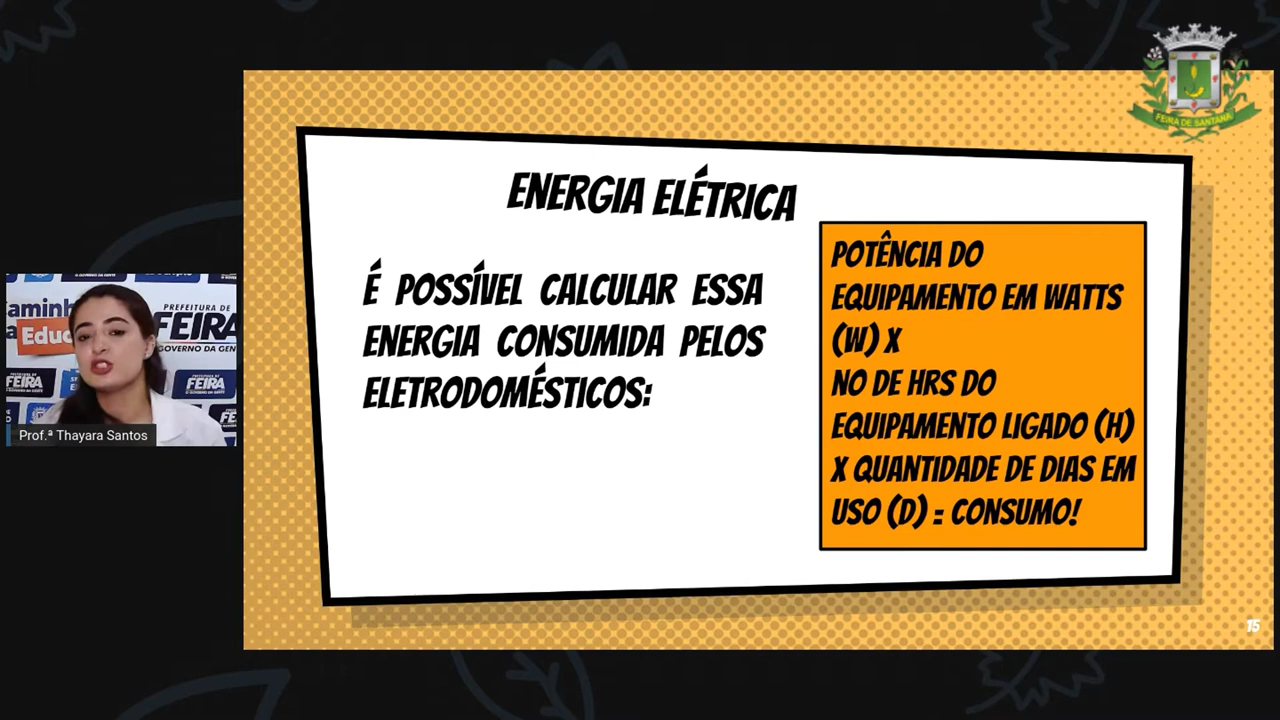 FEIRA DE SANTANA
ENERGIA ELÉTRICA
É POSSÍVEL CALCULAR ESSA
ENERGIA CONSUMIDA PELOS
ELETRODOMÉSTICOS:
POTÊNCIA DO
EQUIPAMENTO EM WATTS
(W) X
NO DE HRS DO
EQUIPAMENTO LIGADO (H)
X QUANTIDADE DE DIAS EM
USO (D) = CONSUMO!
15
aminh
Educ
PREFEITURA DE
FEIRA
GOVERNO DA GEN
FEIRA
FEIRA
Prof.ª Thayara Santos